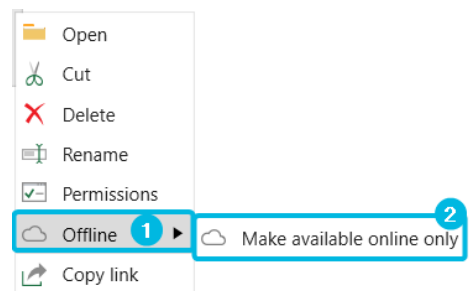 Open
Cut
Delete
Rename
Permissions
Offline 1
2
Make available online only
Copy link